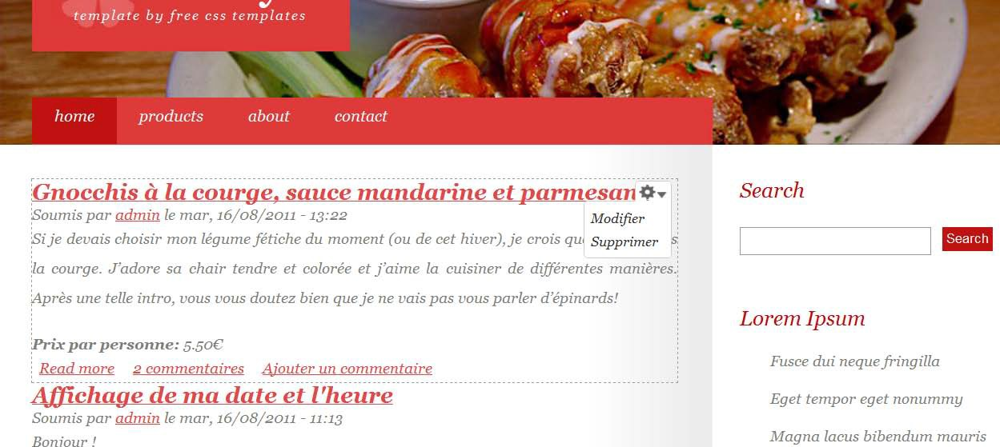 template by free css templates
home products about contact
Gnocchis à la courge, sauce mandarine et parmesan
Soumis par admin le mar, 16/08/2011 - 13:22
Modifier
Supprimer
Si je devais choisir mon légume fétiche du moment (ou de cet hiver), je crois
la courge. J’adore sa chair tendre et colorée et j’aime la cuisiner de différentes manières.
Après une telle intro, vous vous doutez bien que je ne vais pas vous parler d’épinards!
Prix par personne: 5.50€
Read more 2 commentaires Ajouter un commentaire
Affichage de ma date et l'heure
Soumis par admin le mar, 16/08/2011 - 11:13
Bonjour !
Search
Search
Lorem Ipsum
Fusce dui neque fringilla
Eget tempor eget nonummy
Magna lacus bibendum mauris